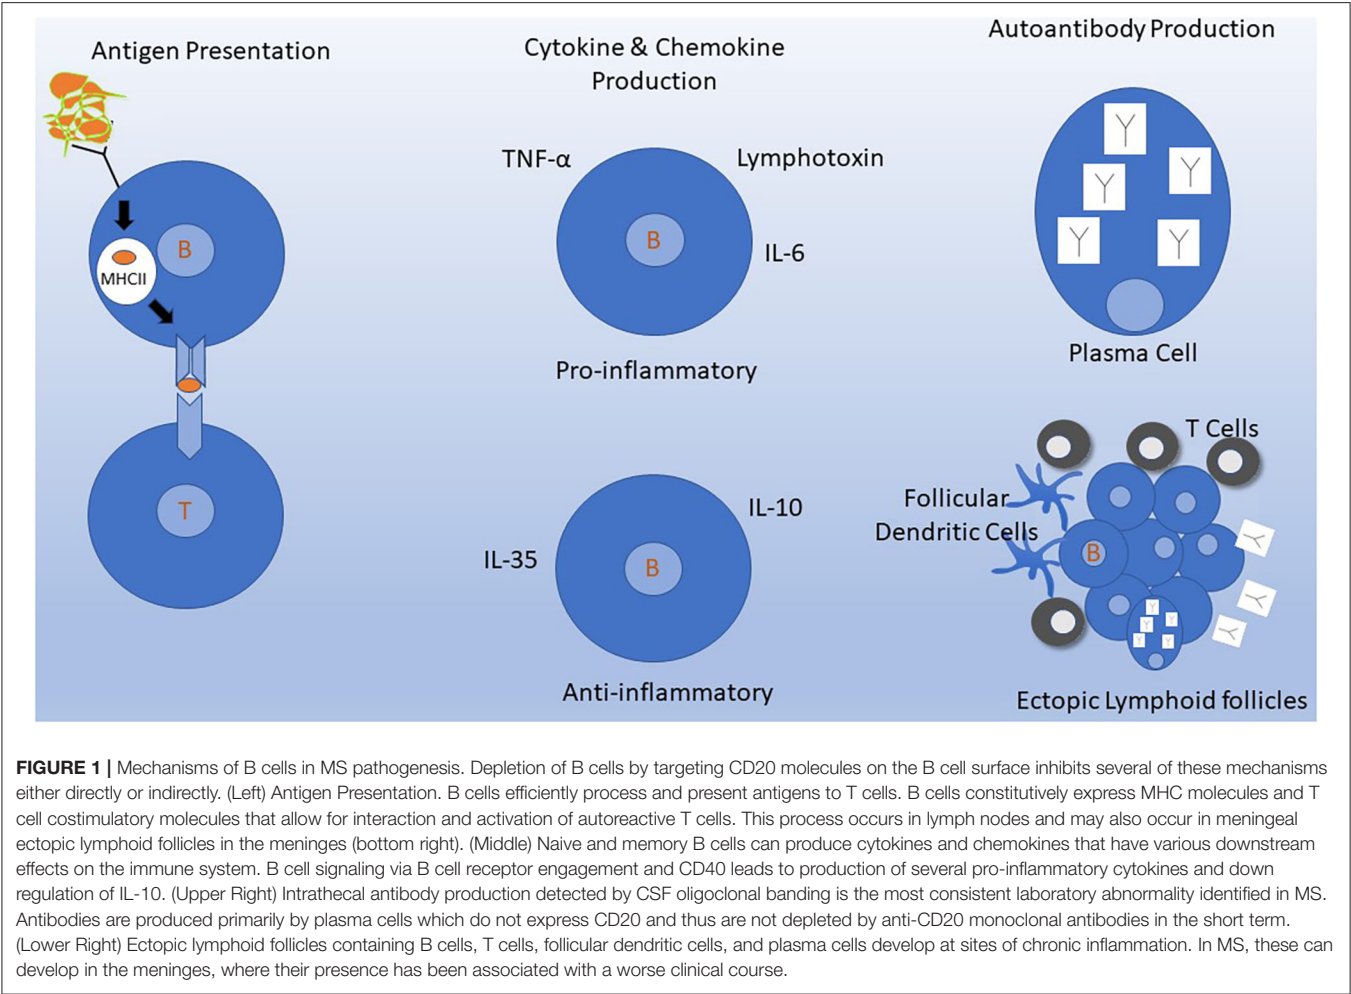 Antigen Presentation
Cytokine & Chemokine
Production
Autoantibody Production
B
MHCII
T
TNF-α
Lymphotoxin
B
IL-6
Pro-inflammatory
IL-10
IL-35
B
Anti-inflammatory
Plasma Cell
T Cells
Follicular
Dendritic Cells
B
Ectopic Lymphoid follicles
FIGURE 1 | Mechanisms of B cells in MS pathogenesis. Depletion of B cells by targeting CD20 molecules on the B cell surface inhibits several of these mechanisms
either directly or indirectly. (Left) Antigen Presentation. B cells efficiently process and present antigens to T cells. B cells constitutively express MHC molecules and T
cell costimulatory molecules that allow for interaction and activation of autoreactive T cells. This process occurs in lymph nodes and may also occur in meningeal
ectopic lymphoid follicles in the meninges (bottom right). (Middle) Naive and memory B cells can produce cytokines and chemokines that have various downstream
effects on the immune system. B cell signaling via B cell receptor engagement and CD40 leads to production of several pro-inflammatory cytokines and down
regulation of IL-10. (Upper Right) Intrathecal antibody production detected by CSF oligoclonal banding is the most consistent laboratory abnormality identified in MS.
Antibodies are produced primarily by plasma cells which do not express CD20 and thus are not depleted by anti-CD20 monoclonal antibodies in the short term.
(Lower Right) Ectopic lymphoid follicles containing B cells, T cells, follicular dendritic cells, and plasma cells develop at sites of chronic inflammation. In MS, these can
develop in the meninges, where their presence has been associated with a worse clinical course.